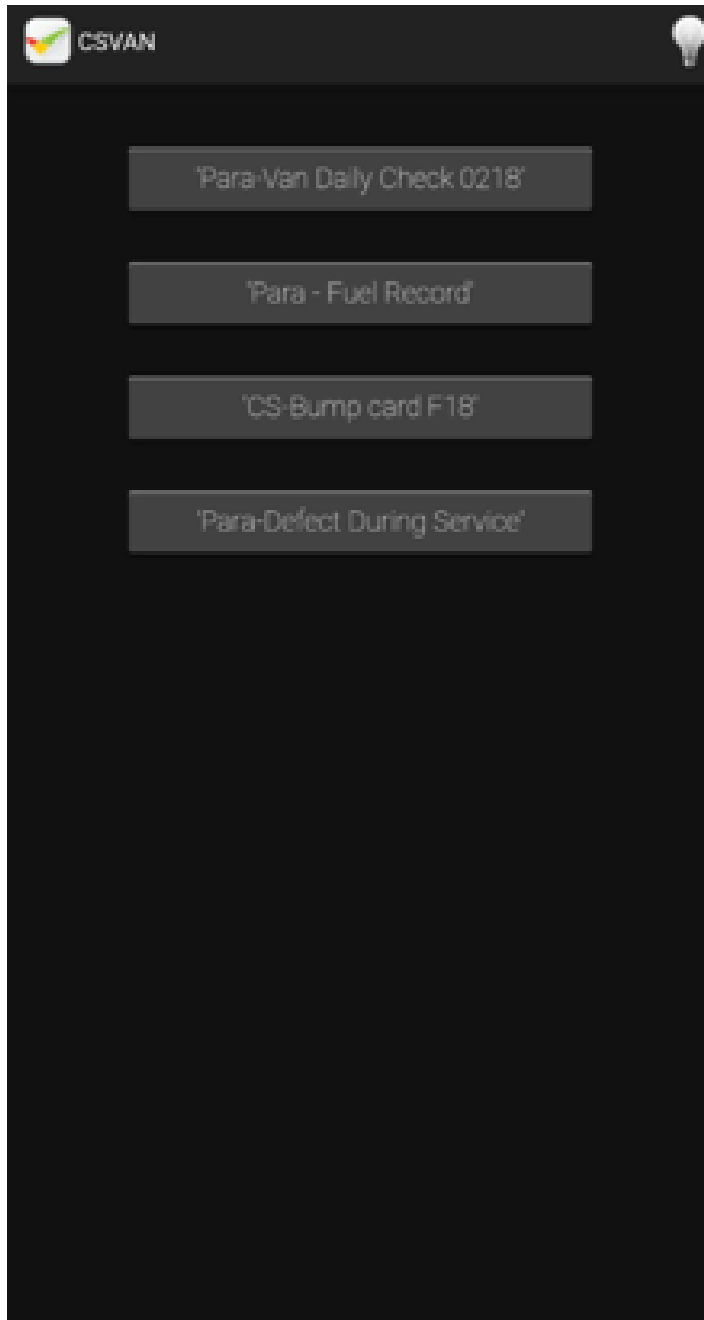 CSVAN
'Para-Van Daily Check 0218'
'Para - Fuel Record'
'CS-Bump card F18'
'Para-Defect During Service'